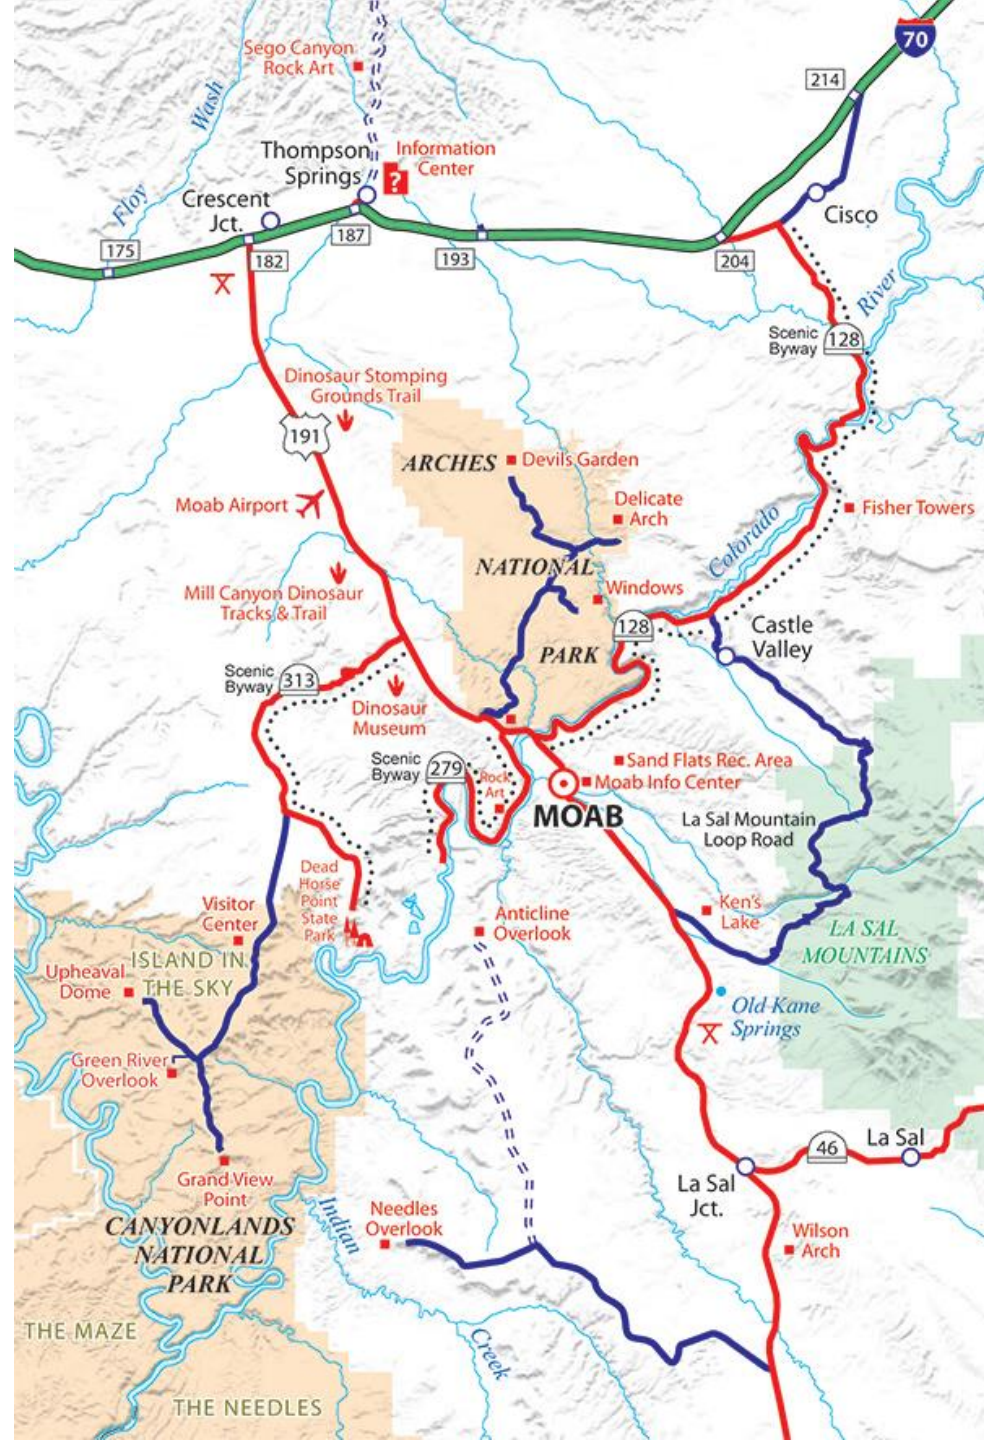 70
214
Sego Canyon
Rock Art
Wash
Thompson
Springs
Information
Center
?
Crescent
Jct.
Floy
Cisco
175
182
187
193
204
River
Scenic
Byway
128
Dinosaur Stomping
Grounds Trail
191
ARCHES
Devils Garden
Moab Airport
Delicate
Arch
Fisher Towers
Colorado
NATIONAL
Mill Canyon Dinosaur
Tracks & Trail
Windows
128
Castle
Valley
PARK
Scenic
Byway
313
Dinosaur
Museum
Scenic
Byway
279
Rock
Art
Sand Flats Rec. Area
Moab Info Center
MOAB
La Sal Mountain
Loop Road
Dead
Horse
Point
State
Park
Visitor
Center
Anticline
Overlook
Ken's
Lake
LA SAL
MOUNTAINS
ISLAND IN
THE SKY
Upheaval
Dome
Old Kane
Springs
Green River
Overlook
46
La Sal
La Sal
Jct.
Grand View
Point
Indian
Needles
Overlook
Wilson
Arch
CANYONLANDS
NATIONAL
PARK
THE MAZE
Creek
THE NEEDLES